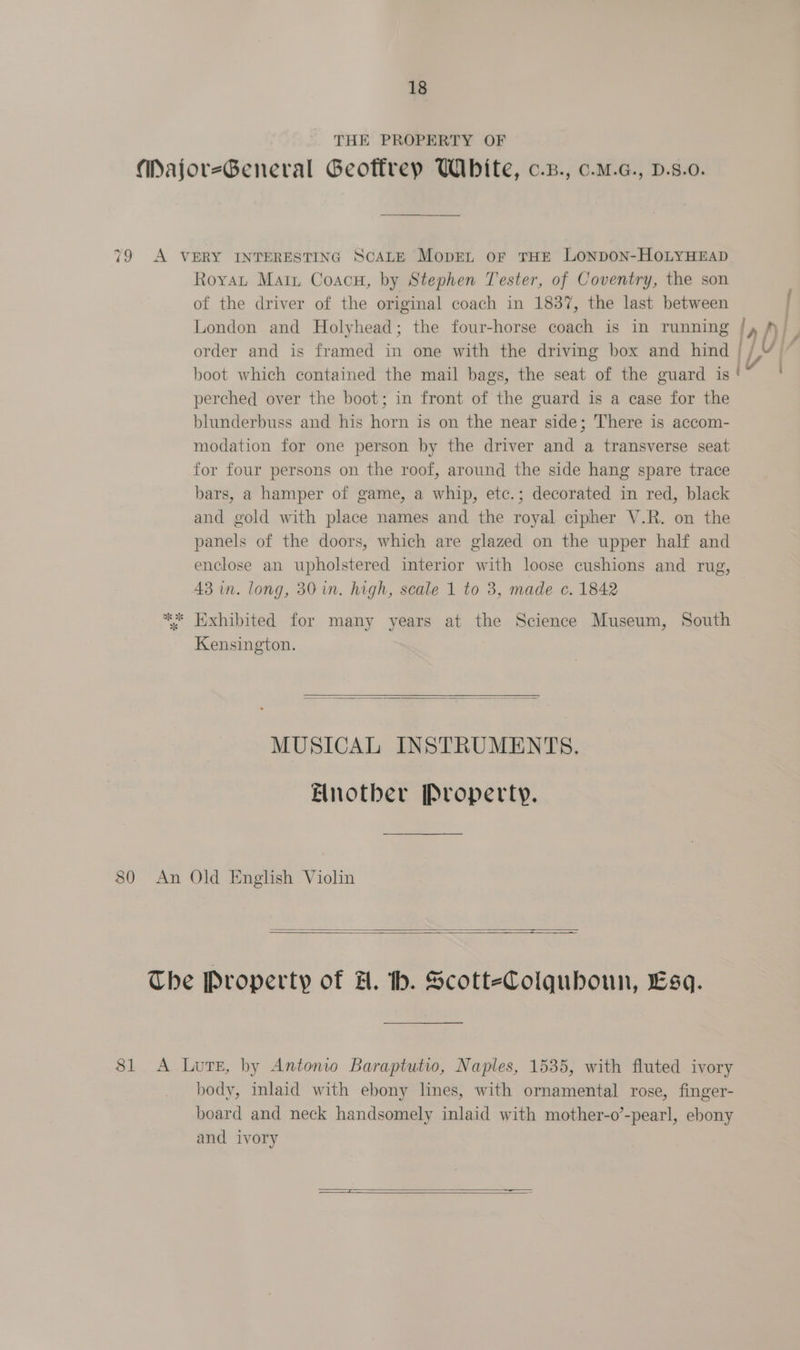 18
THE PROPERTY OF
Major-General Geoffrey White, C.B., C.M.G., D.S.O.
79 A VERY INTERESTING SCALE MODEL OF THE LONDON-HOLYHEAD
ROYAL MAIL COACH, by Stephen Tester, of Coventry, the son
of the driver of the original coach in 1837, the last between
London and Holyhead; the four-horse coach is in running
order and is framed in one with the driving box and hind
boot which contained the mail bags, the seat of the guard is
perched over the boot; in front of the guard is a case for the
blunderbuss and his horn is on the near side; There is accom-
modation for one person by the driver and a transverse seat
for four persons on the roof, around the side hang spare trace
bars, a hamper of game, a whip, etc.; decorated in red, black
and gold with place names and the royal cipher V.R. on the
panels of the doors, which are glazed on the upper half and
enclose an upholstered interior with loose cushions and rug,
43 in. long, 30 in. high, scale 1 to 3, made c. 1842
*** Exhibited for many years at the Science Museum, South
Kensington.
MUSICAL INSTRUMENTS.
Another Property.
80 An Old English Violin
The Property of A. H. Scott-Colquhoun, Esq.
81 A LUTE, by Antonio Baraptutio, Naples, 1535, with fluted ivory
body, inlaid with ebony lines, with ornamental rose, finger-
board and neck handsomely inlaid with mother-o'-pearl, ebony
and ivory